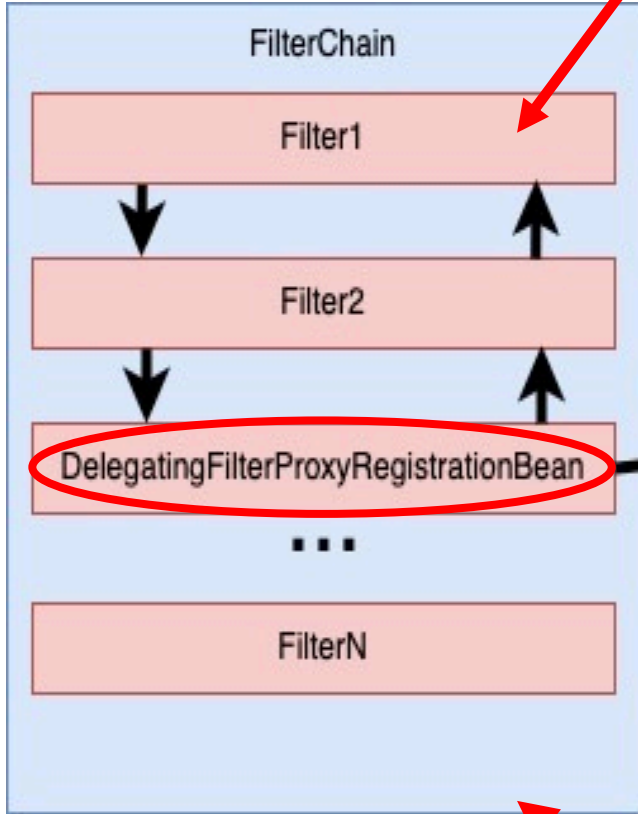 FilterChain
Filter1
Filter2
DelegatingFilterProxyRegistrationBean
...
FilterN